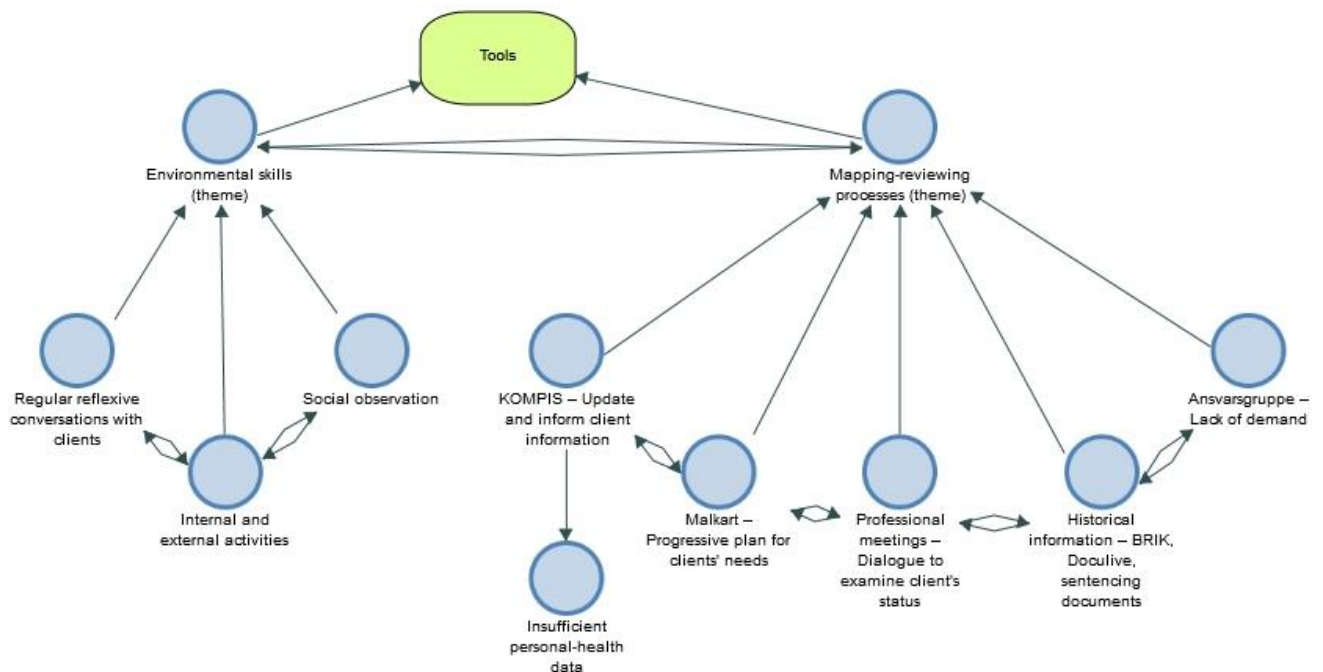 Tools
Environmental skills
(theme)
Mapping-reviewing
processes (theme)
Regular reflexive
conversations with
clients
Social observation
KOMPIS – Update
and inform client
information
Ansvarsgruppe –
Lack of demand
Internal and
external activities
Malkart –
Progressive plan for
clients' needs
Professional
meetings –
Dialogue to
examine client's
status
Historical
information – BRIK,
Doculive,
sentencing
documents
Insufficient
personal-health
data